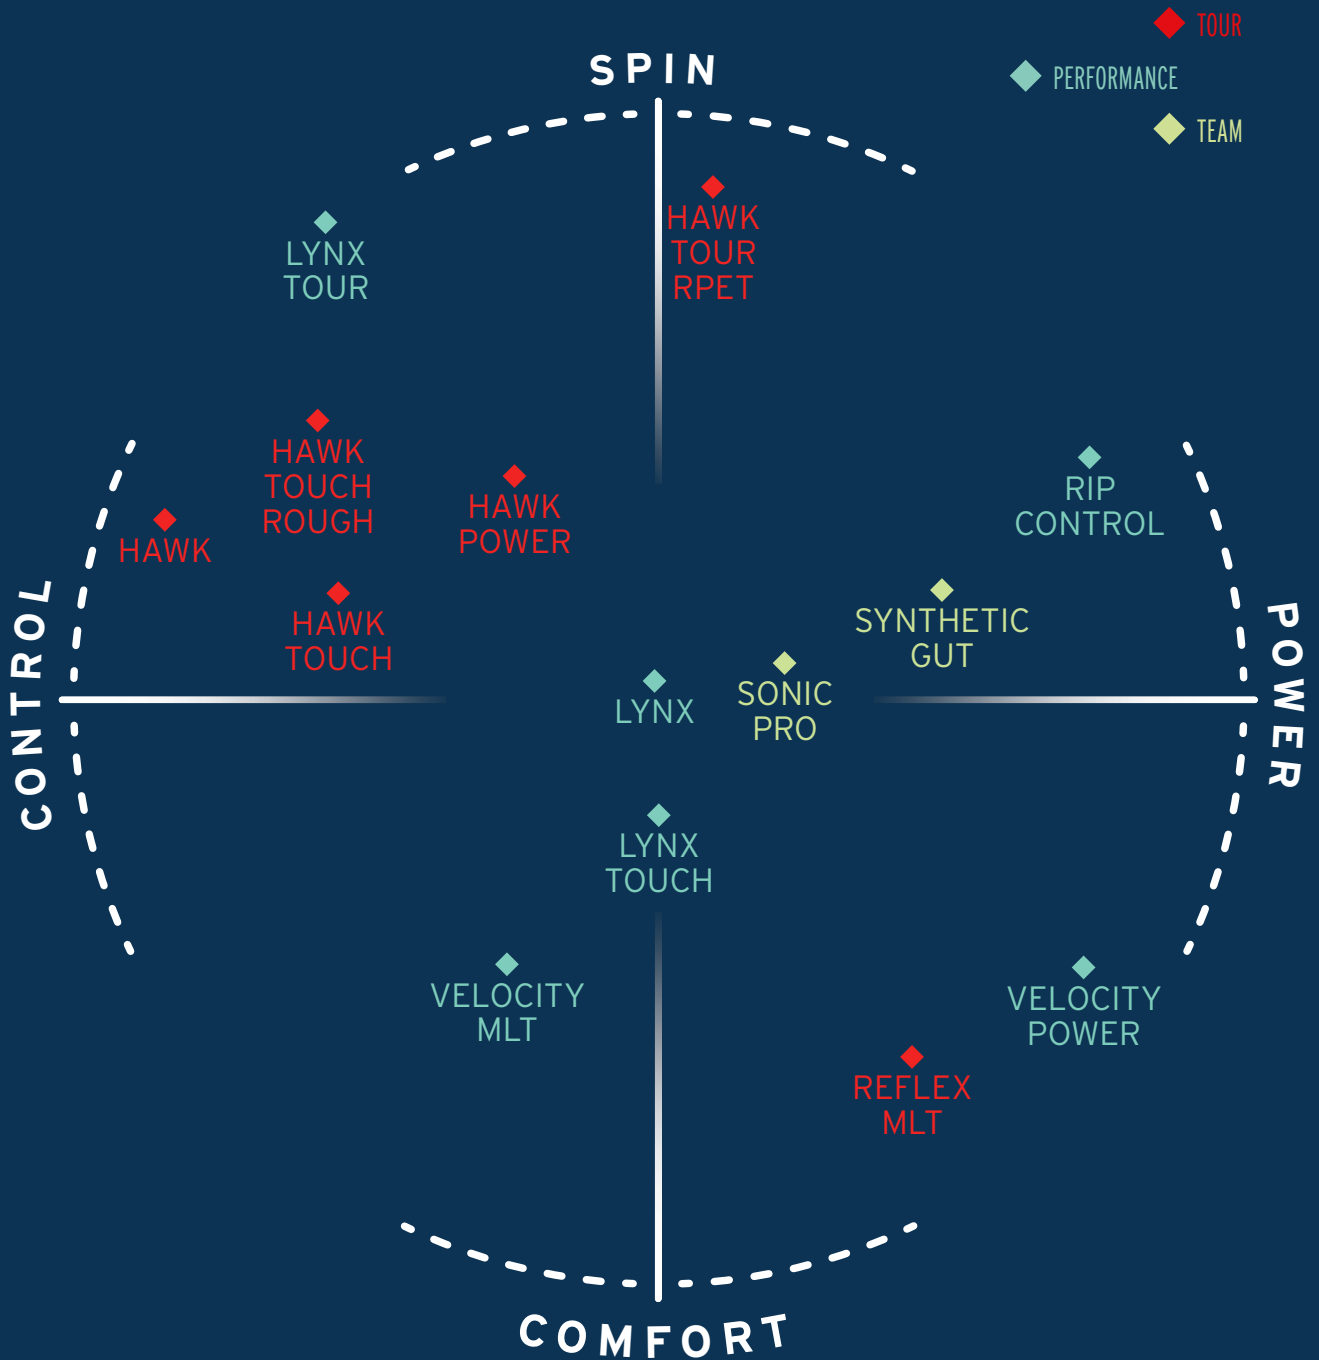 TOUR
SPIN
PERFORMANCE
TEAM
HAWK
TOUR
RPET
LYNX
TOUR
HAWK
TOUCH
ROUGH
HAWK
POWER
RIP
CONTROL
HAWK
HAWK
TOUCH
SYNTHETIC
GUT
CONTROL
POWER
LYNX
SONIC
PRO
LYNX
TOUCH
VELOCITY
MLT
VELOCITY
POWER
REFLEX
MLT
COMFORT